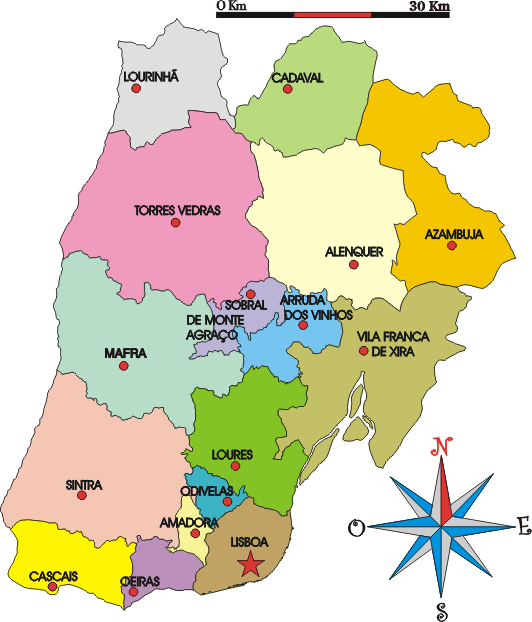 0 Km 30 Km
LOURINHÃ
CADAVAL
TORRES VEDRAS
AZAMBUJA
ALENQUER
SOBRAL
DE MONTE
AGRAÇO
ARRUDA
DOS VINHOS
VILA FRANCA
DE XIRA
MAFRA
LOURES
SINTRA
ODIVELAS
AMADORA
LISBOA
CASCAIS
OEIRAS
N
O E
S